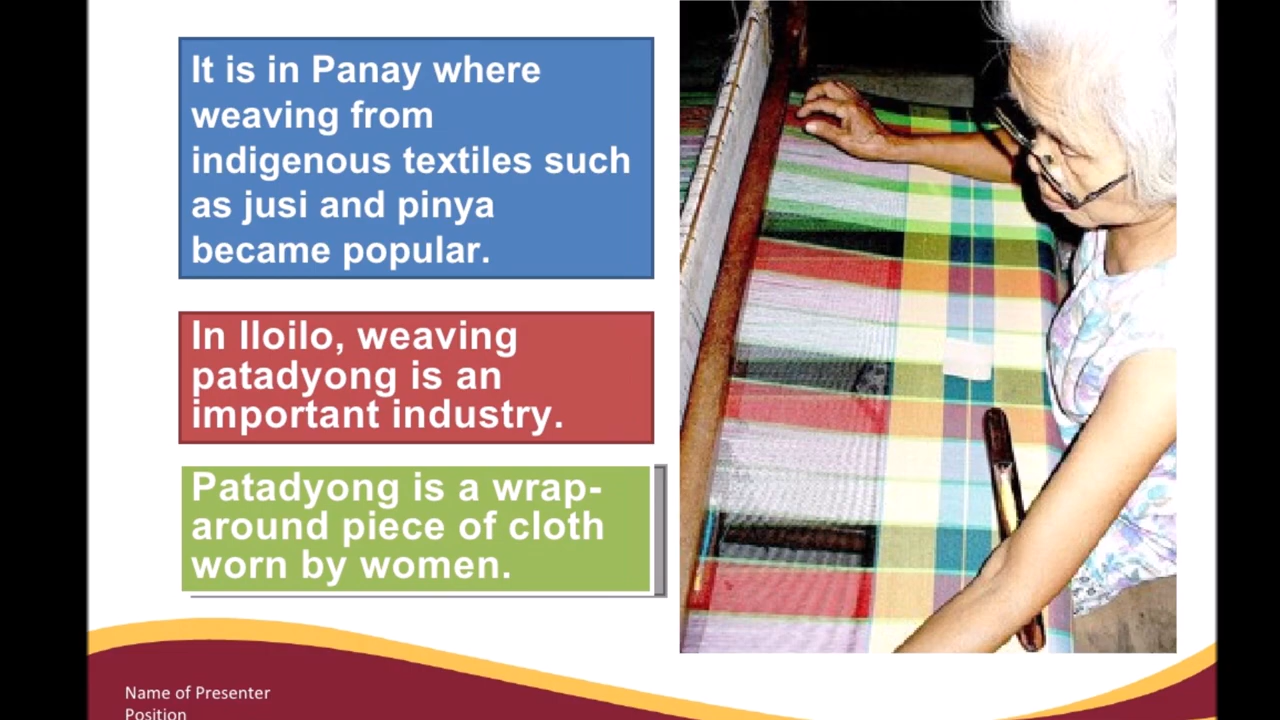 It is in Panay where
weaving from
indigenous textiles such
as jusi and pinya
became popular.
In Iloilo, weaving
patadyong is an
important industry.
Patadyong is a wrap-
around piece of cloth
worn by women.
Name of Presenter
Position